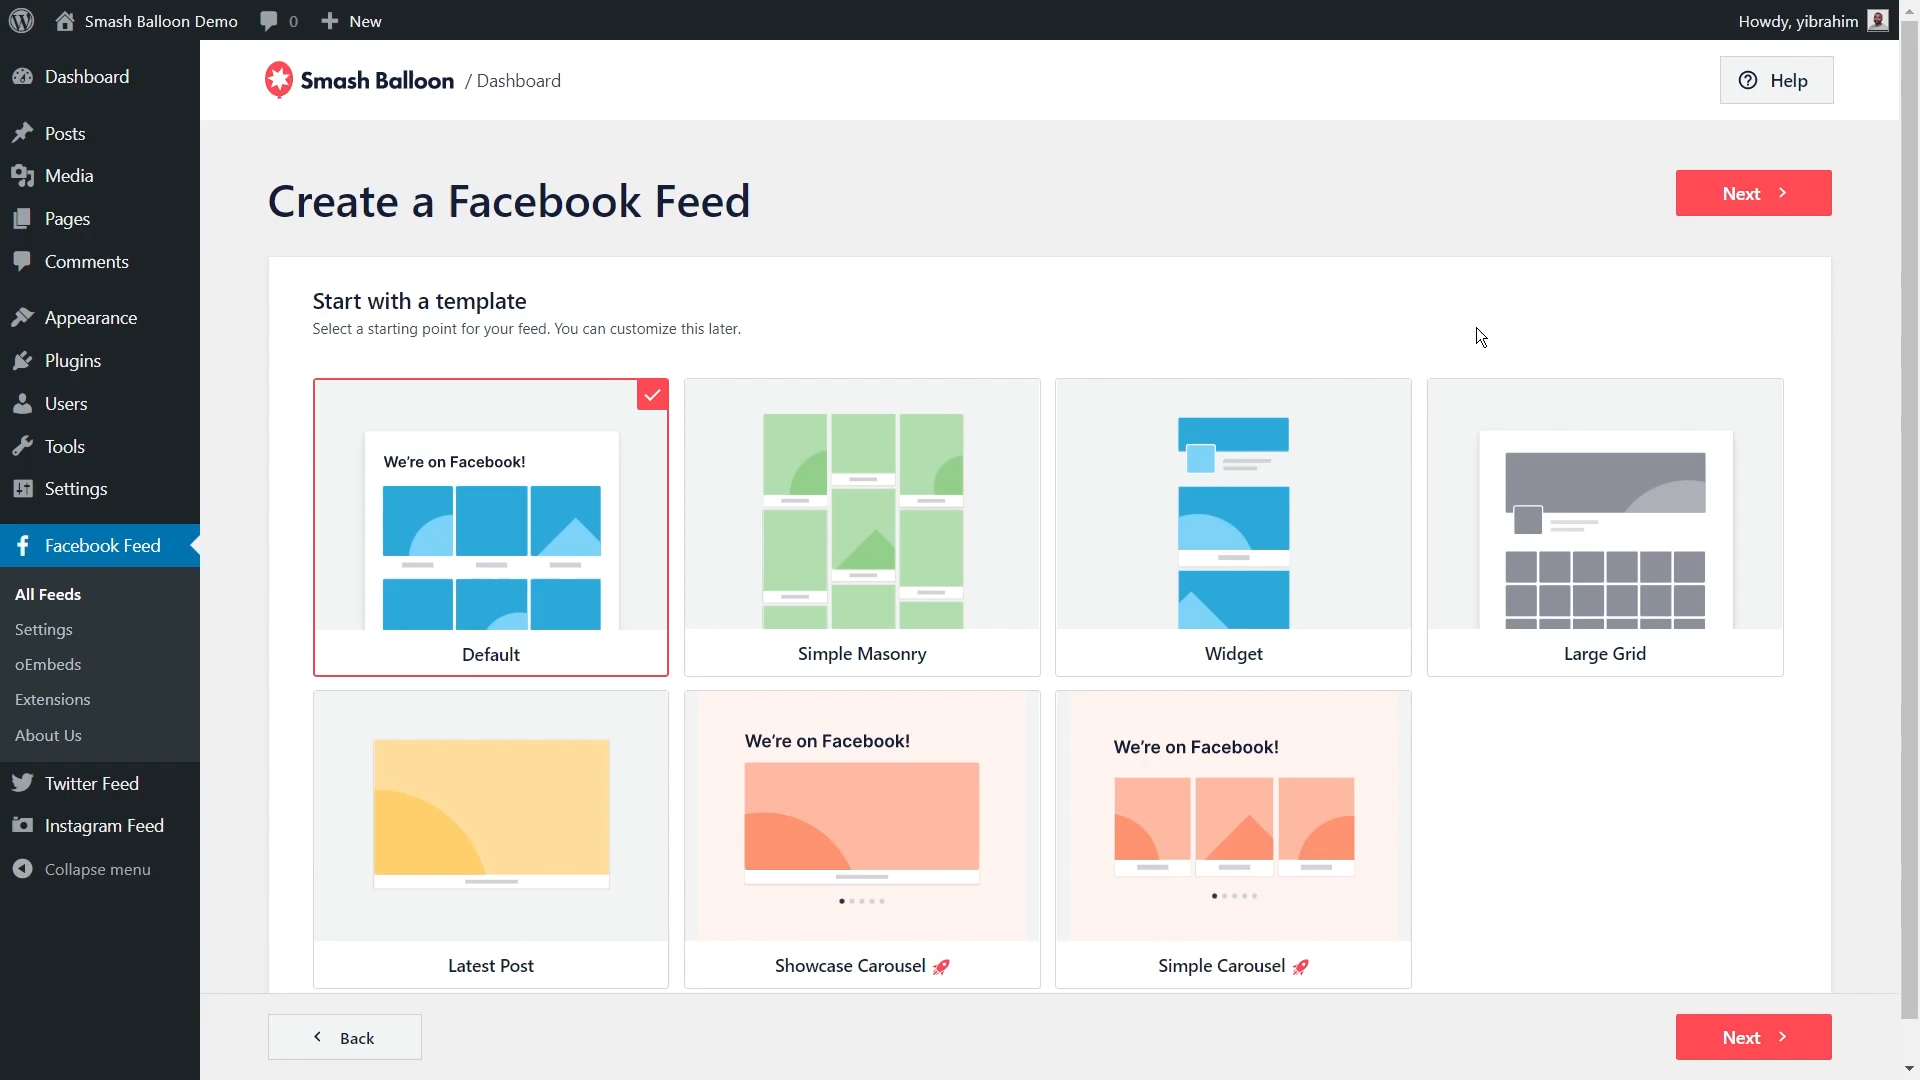 Smash Balloon Demo
0
New
Howdy, yibrahim
Dashboard
Posts
Media
Pages
Comments
Appearance
Plugins
Users
Tools
Settings
Facebook Feed
All Feeds
Settings
oEmbeds
Extensions
About Us
Twitter Feed
Instagram Feed
Collapse menu
Smash Balloon / Dashboard
Help
Create a Facebook Feed
Next
Start with a template
Select a starting point for your feed. You can customize this later.
We're on Facebook!
Default
Simple Masonry
Widget
Large Grid
Latest Post
We're on Facebook!
Showcase Carousel
We're on Facebook!
Simple Carousel
Back
Next